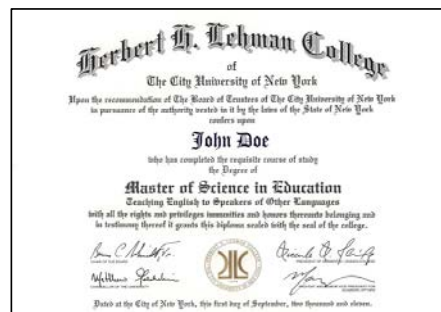 Herbert H. Lehman College
of
The City University of New York
Upon the recommendation of The Board of Trustees of The City University of New York
in pursuance of the authority vested in it by the laws of the State of New York
confers upon
John Doe
who has completed the requisite course of study
the Degree of
Master of Science in Education
Teaching English to Speakers of Other Languages
with all the rights and privileges immunities and honors thereunto belonging and
in testimony thereof it grants this diploma sealed with the seal of the college.
Dated at the City of New York, this first day of September, two thousand and eleven.